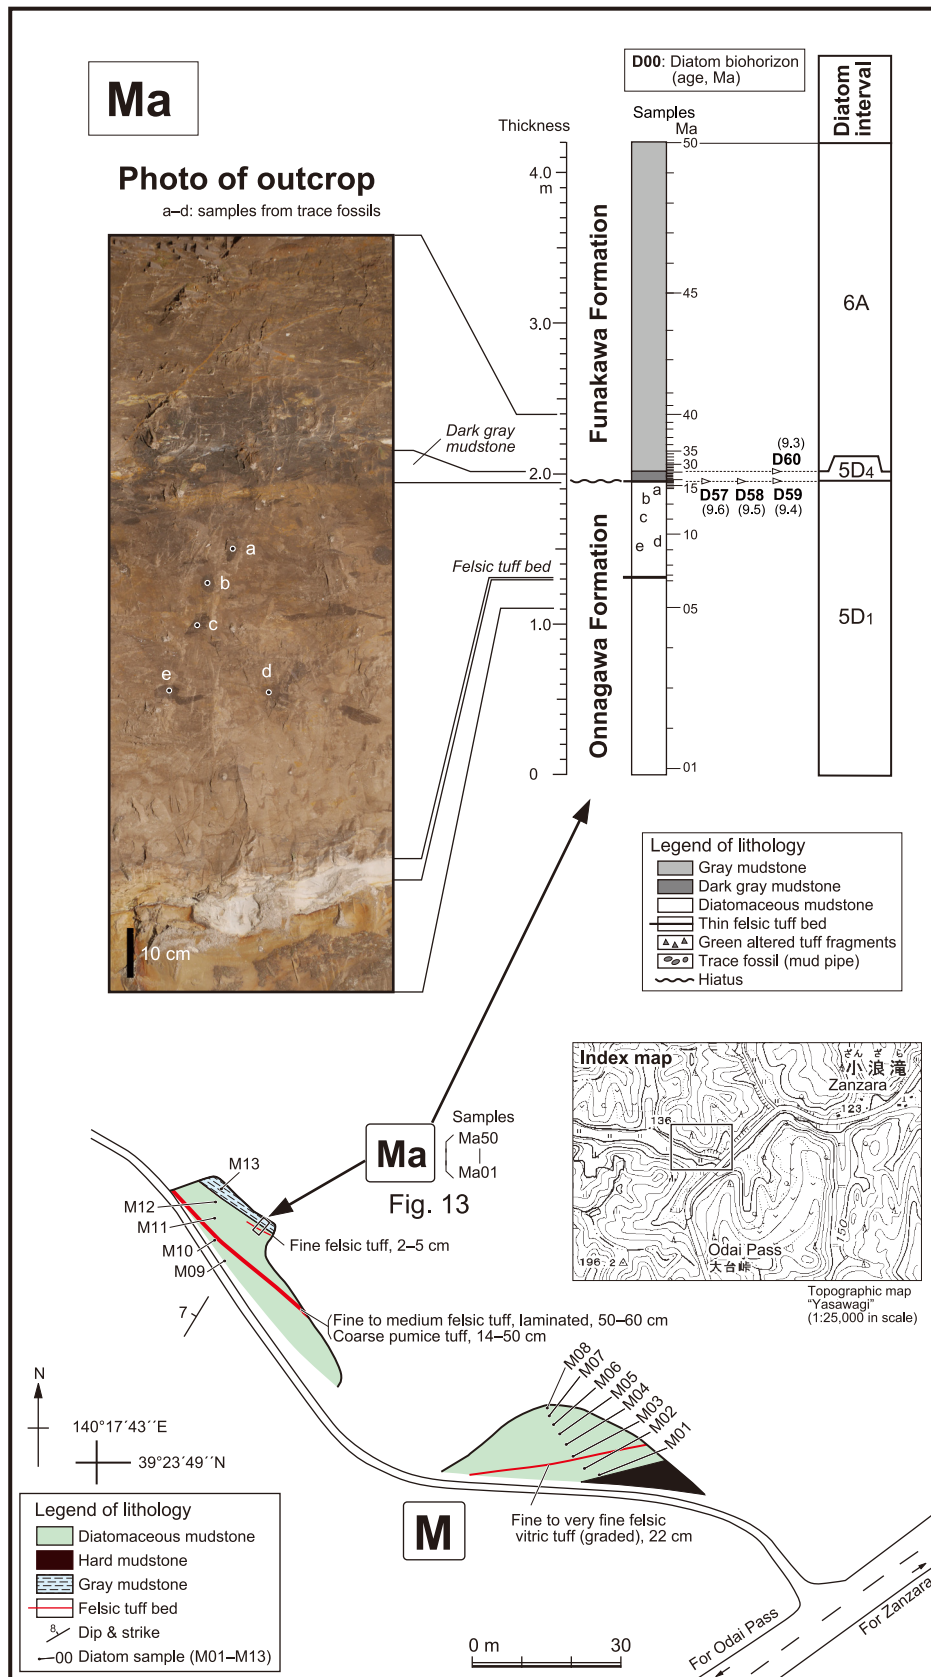 Ma
Photo of outcrop
a–d: samples from trace fossils
D00: Diatom biohorizon
(age, Ma)
Diatom
interval
Thickness
Samples
Ma
50
4.0
m
45
3.0
40
35
30
2.0
15
10
05
1.0
01
0
Funakawa Formation
Onnagawa Formation
6A
5D4
5D1
(9.3)
D60
D57
D58
D59
(9.6)
(9.5)
(9.4)
a
b
c
d
e
Dark gray
mudstone
Felsic tuff bed
a
b
c
d
e
10 cm
Legend of lithology
Gray mudstone
Dark gray mudstone
Diatomaceous mudstone
Thin felsic tuff bed
Green altered tuff fragments
Trace fossil (mud pipe)
Hiatus
Index map
ざんざら
小浪滝
Zanzara
123
136
150
Odai Pass
大台峠
196.2
Topographic map
“Yasawagi”
(1:25,000 in scale)
Ma
Samples
Ma50
Ma01
Fig. 13
M13
M12
M11
M10
M09
Fine felsic tuff, 2–5 cm
Fine to medium felsic tuff, laminated, 50–60 cm
Coarse pumice tuff, 14–50 cm
7
M08
M07
M06
M05
M04
M03
M02
M01
N
140°17´43´´E
39°23´49´´N
M
Fine to very fine felsic
vitric tuff (graded), 22 cm
Legend of lithology
Diatomaceous mudstone
Hard mudstone
Gray mudstone
Felsic tuff bed
8 Dip & strike
00 Diatom sample (M01–M13)
0 m
30
For Odai Pass
For Zanzara